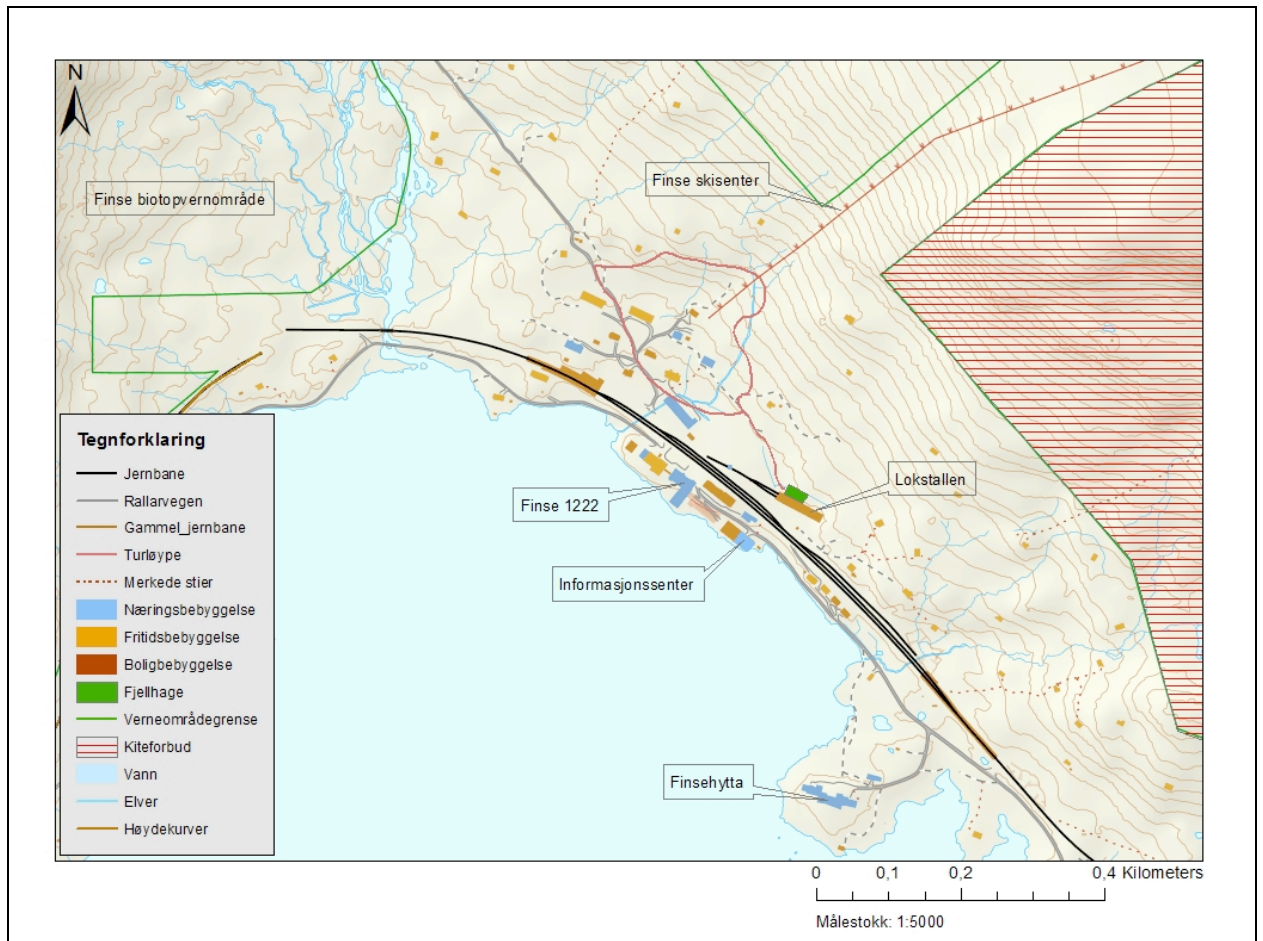 N
Finse skisenter
Finse biotopvernområde
Tegnforklaring
Jernbane
Rallarvegen
Gammel_jernbane
Turløype
Merkede stier
Næringsbebyggelse
Fritidsbebyggelse
Boligbebyggelse
Fjellhage
Verneområdegrense
Kiteforbud
Vann
Elver
Høydekurver
Lokstallen
Finse 1222
Informasjonssenter
Finsehytta
0 0,1 0,2 0,4 Kilometers
Målestokk: 1:5000